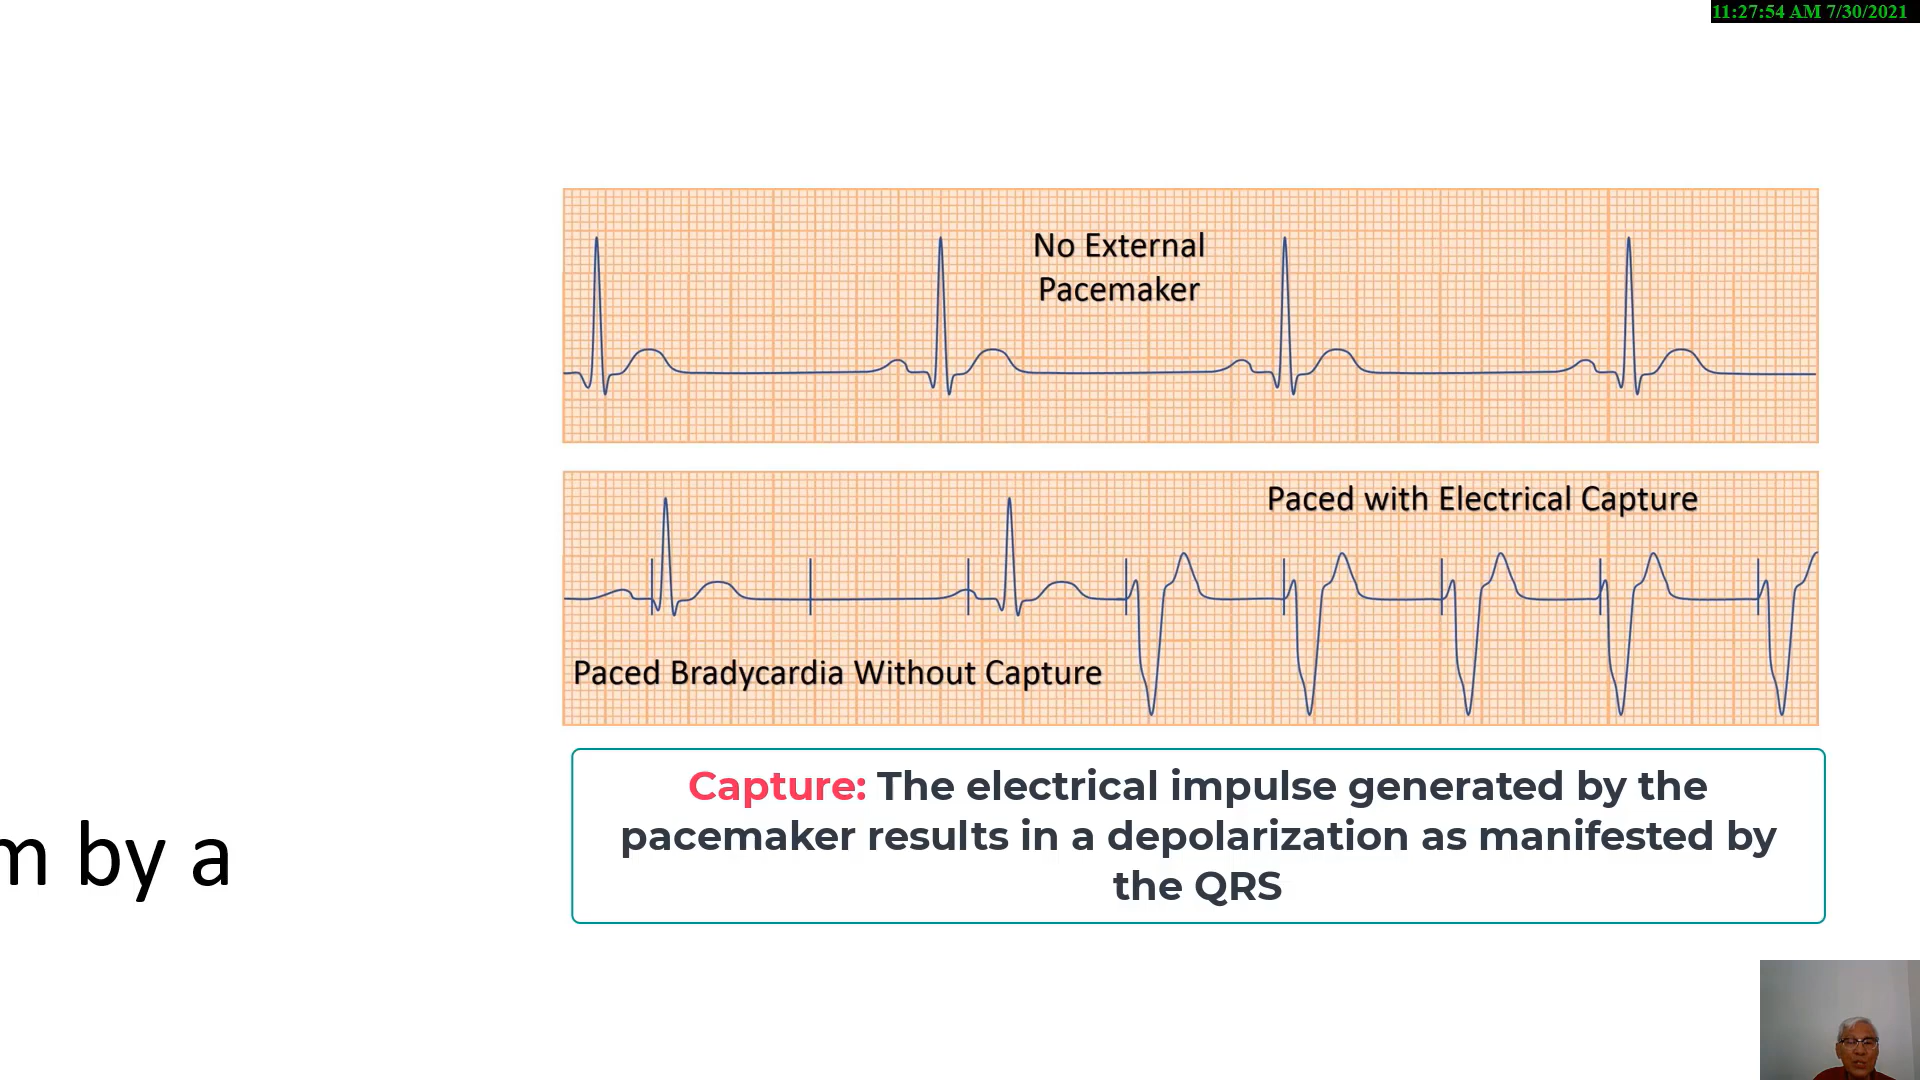 11:27:54 AM 7/30/2021
No External
Pacemaker
Paced with Electrical Capture
Paced Bradycardia Without Capture
Capture: The electrical impulse generated by the
pacemaker results in a depolarization as manifested by
the QRS
m by a